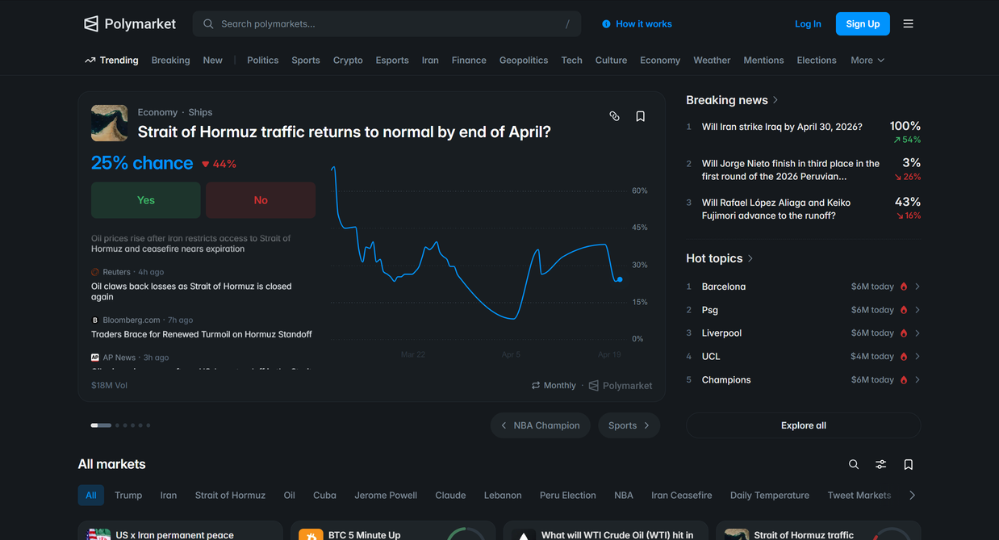 Polymarket
Search polymarkets...
/
How it works
Log In
Sign Up
Trending
Breaking
New
Politics
Sports
Crypto
Esports
Iran
Finance
Geopolitics
Tech
Culture
Economy
Weather
Mentions
Elections
More
Economy · Ships
Strait of Hormuz traffic returns to normal by end of April?
25% chance
44%
Yes
No
Oil prices rise after Iran restricts access to Strait of
Hormuz and ceasefire nears expiration
Reuters · 4h ago
Oil claws back losses as Strait of Hormuz is closed
again
B Bloomberg.com · 7h ago
Traders Brace for Renewed Turmoil on Hormuz Standoff
AP AP News · 3h ago
60%
45%
30%
15%
0%
Mar 22
Apr 5
Apr 19
$18M Vol
Monthly · Polymarket
NBA Champion
Sports
Breaking news
1 Will Iran strike Iraq by April 30, 2026?
100%
54%
2 Will Jorge Nieto finish in third place in the
first round of the 2026 Peruvian...
3%
26%
3 Will Rafael López Aliaga and Keiko
Fujimori advance to the runoff?
43%
16%
Hot topics
1 Barcelona $6M today
2 Psg $6M today
3 Liverpool $6M today
4 UCL $4M today
5 Champions $6M today
Explore all
All markets
All
Trump
Iran
Strait of Hormuz
Oil
Cuba
Jerome Powell
Claude
Lebanon
Peru Election
NBA
Iran Ceasefire
Daily Temperature
Tweet Markets
US x Iran permanent peace
BTC 5 Minute Up
What will WTI Crude Oil (WTI) hit in
Strait of Hormuz traffic